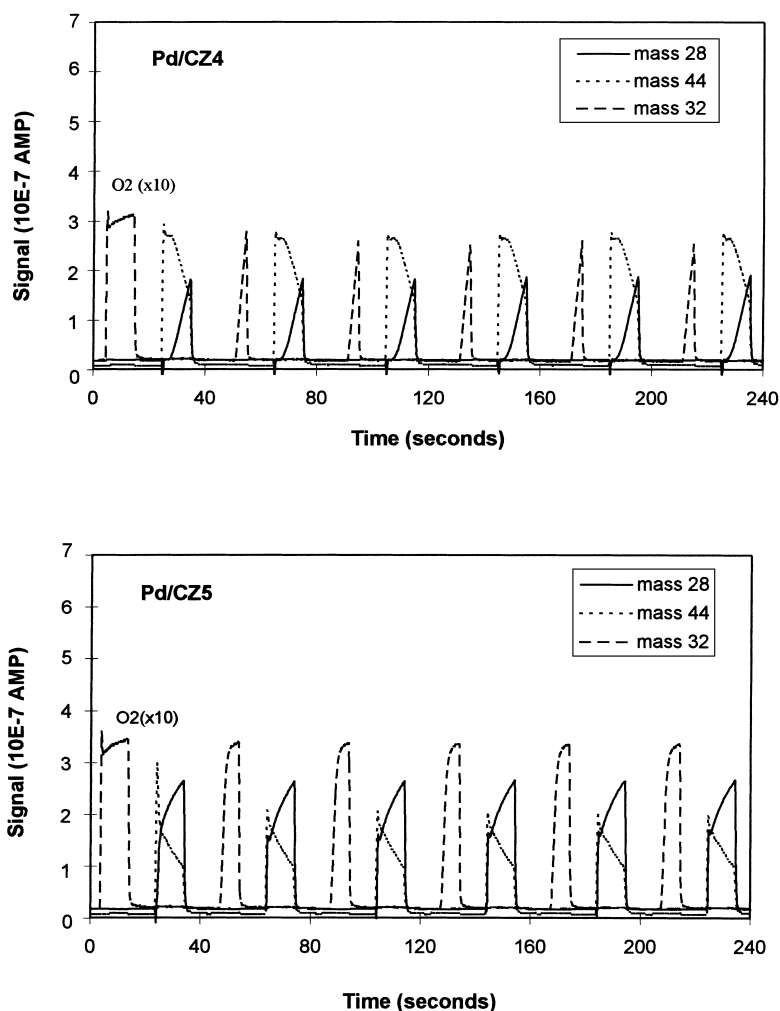 Pd/CZ4
mass 28
mass 44
mass 32
O2 (x10)
Signal (10E-7 AMP)
7
6
5
4
3
2
1
0
0 40 80 120 160 200 240
Time (seconds)
Pd/CZ5
mass 28
mass 44
mass 32
O2(x10)
Signal (10E-7 AMP)
7
6
5
4
3
2
1
0
0 40 80 120 160 200 240
Time (seconds)